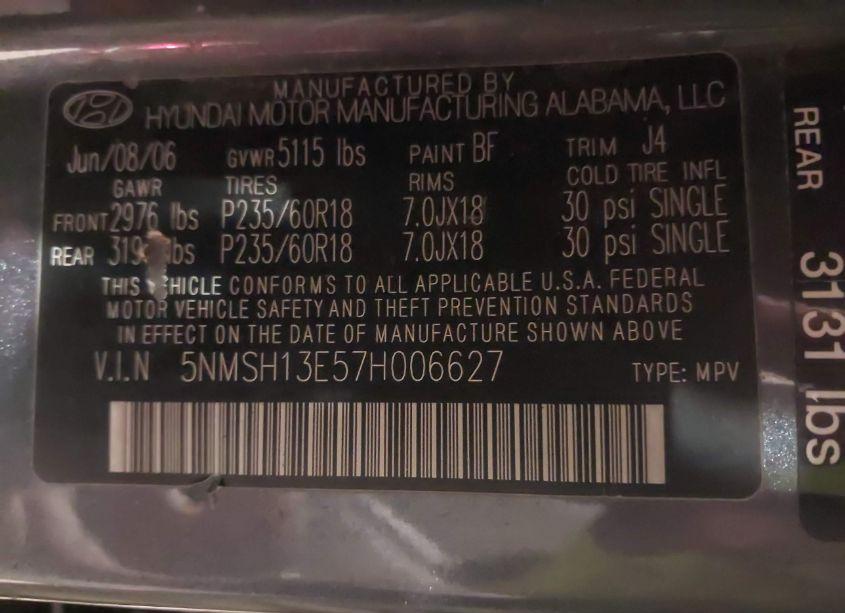 MANUFACTURED BY
HYUNDAI MOTOR MANUFACTURING ALABAMA, LLC
Jun/08/06 GVWR 5115 lbs PAINT BF TRIM J4
GAWR TIRES RIMS COLD TIRE INFL
FRONT 2976 lbs P235/60R18 7.0JX18 30 psi SINGLE
REAR P235/60R18 7.0JX18 30 psi SINGLE
THIS VEHICLE CONFORMS TO ALL APPLICABLE U.S.A. FEDERAL
MOTOR VEHICLE SAFETY AND THEFT PREVENTION STANDARDS
IN EFFECT ON THE DATE OF MANUFACTURE SHOWN ABOVE
V.I.N 5NMSH13E57H006627 TYPE: MPV
REAR 3131 lbs